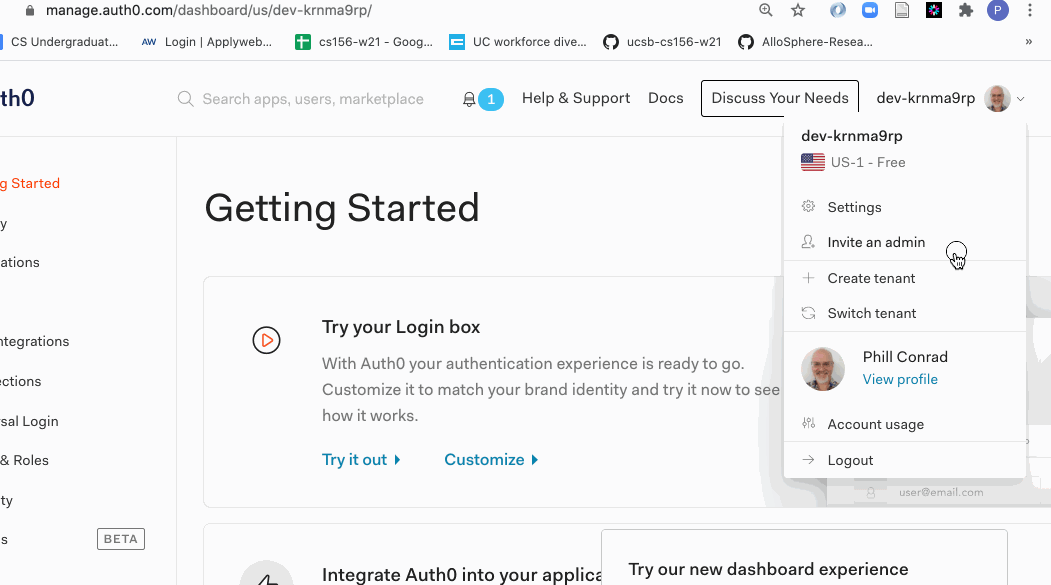 manage.auth0.com/dashboard/us/dev-krnma9rp/
P
CS Undergraduat...
AW Login | Applyweb...
cs156-w21 - Goog...
UC workforce dive...
ucsb-cs156-w21
AlloSphere-Resea...
»
th0
Search apps, users, marketplace
1
Help & Support
Docs
Discuss Your Needs
dev-krnma9rp
g Started
y
ations
ntegrations
ections
sal Login
& Roles
ty
s
BETA
Getting Started
Try your Login box
With Auth0 your authentication experience is ready to go.
Customize it to match your brand identity and try it now to see
how it works.
Try it out
Customize
Integrate Auth0 into your applica
Try our new dashboard experience
dev-krnma9rp
US-1 - Free
Settings
Invite an admin
Create tenant
Switch tenant
Phill Conrad
View profile
Account usage
Logout
user@email.com